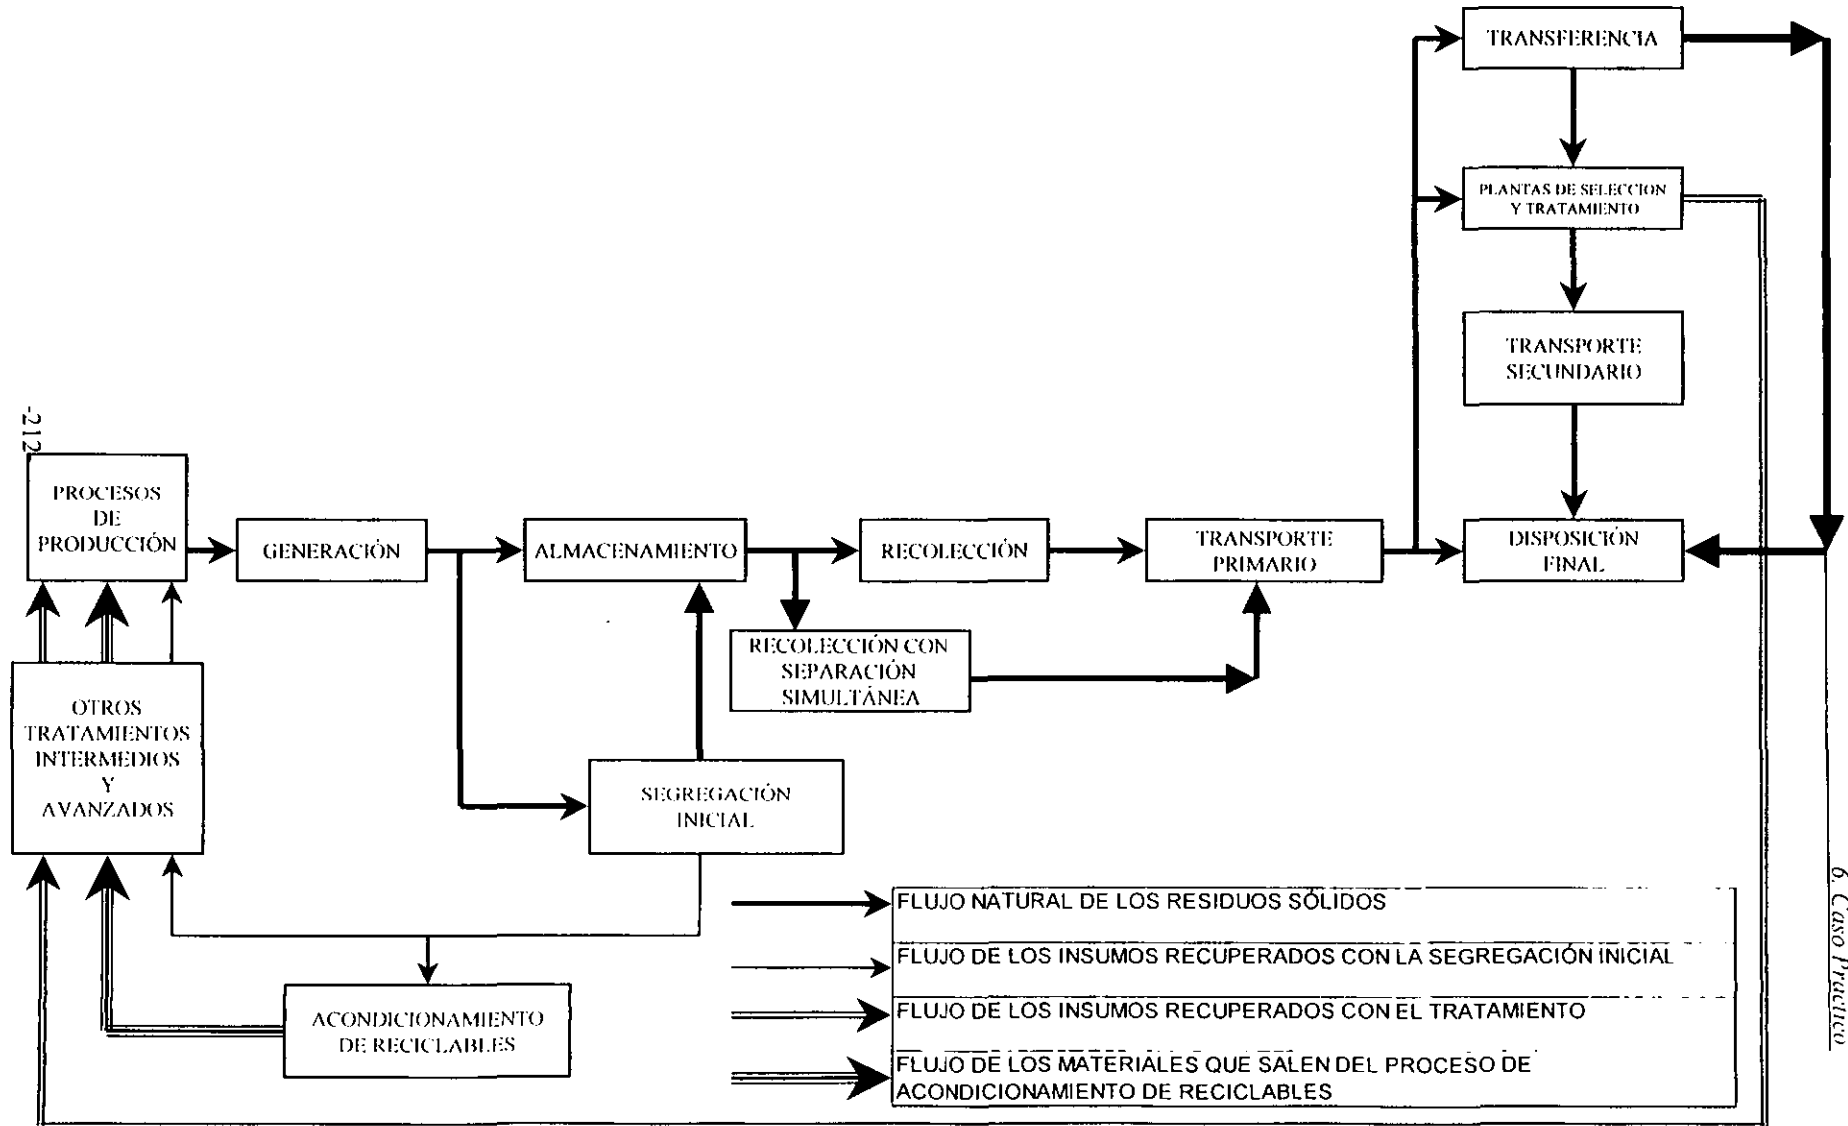 TRANSFERENCIA
PLANTAS DE SELECCION
Y TRATAMIENTO
TRANSPORTE
SECUNDARIO
-212
PROCESOS
DE
PRODUCCIÓN
GENERACIÓN
ALMACENAMIENTO
RECOLECCIÓN
TRANSPORTE
PRIMARIO
DISPOSICIÓN
FINAL
RECOLECCIÓN CON
SEPARACIÓN
SIMULTÁNEA
OTROS
TRATAMIENTOS
INTERMEDIOS
Y
AVANZADOS
SEGREGACIÓN
INICIAL
ACONDICIONAMIENTO
DE RECICLABLES
FLUJO NATURAL DE LOS RESIDUOS SÓLIDOS
FLUJO DE LOS INSUMOS RECUPERADOS CON LA SEGREGACIÓN INICIAL
FLUJO DE LOS INSUMOS RECUPERADOS CON EL TRATAMIENTO
FLUJO DE LOS MATERIALES QUE SALEN DEL PROCESO DE
ACONDICIONAMIENTO DE RECICLABLES
6. Caso Práctico